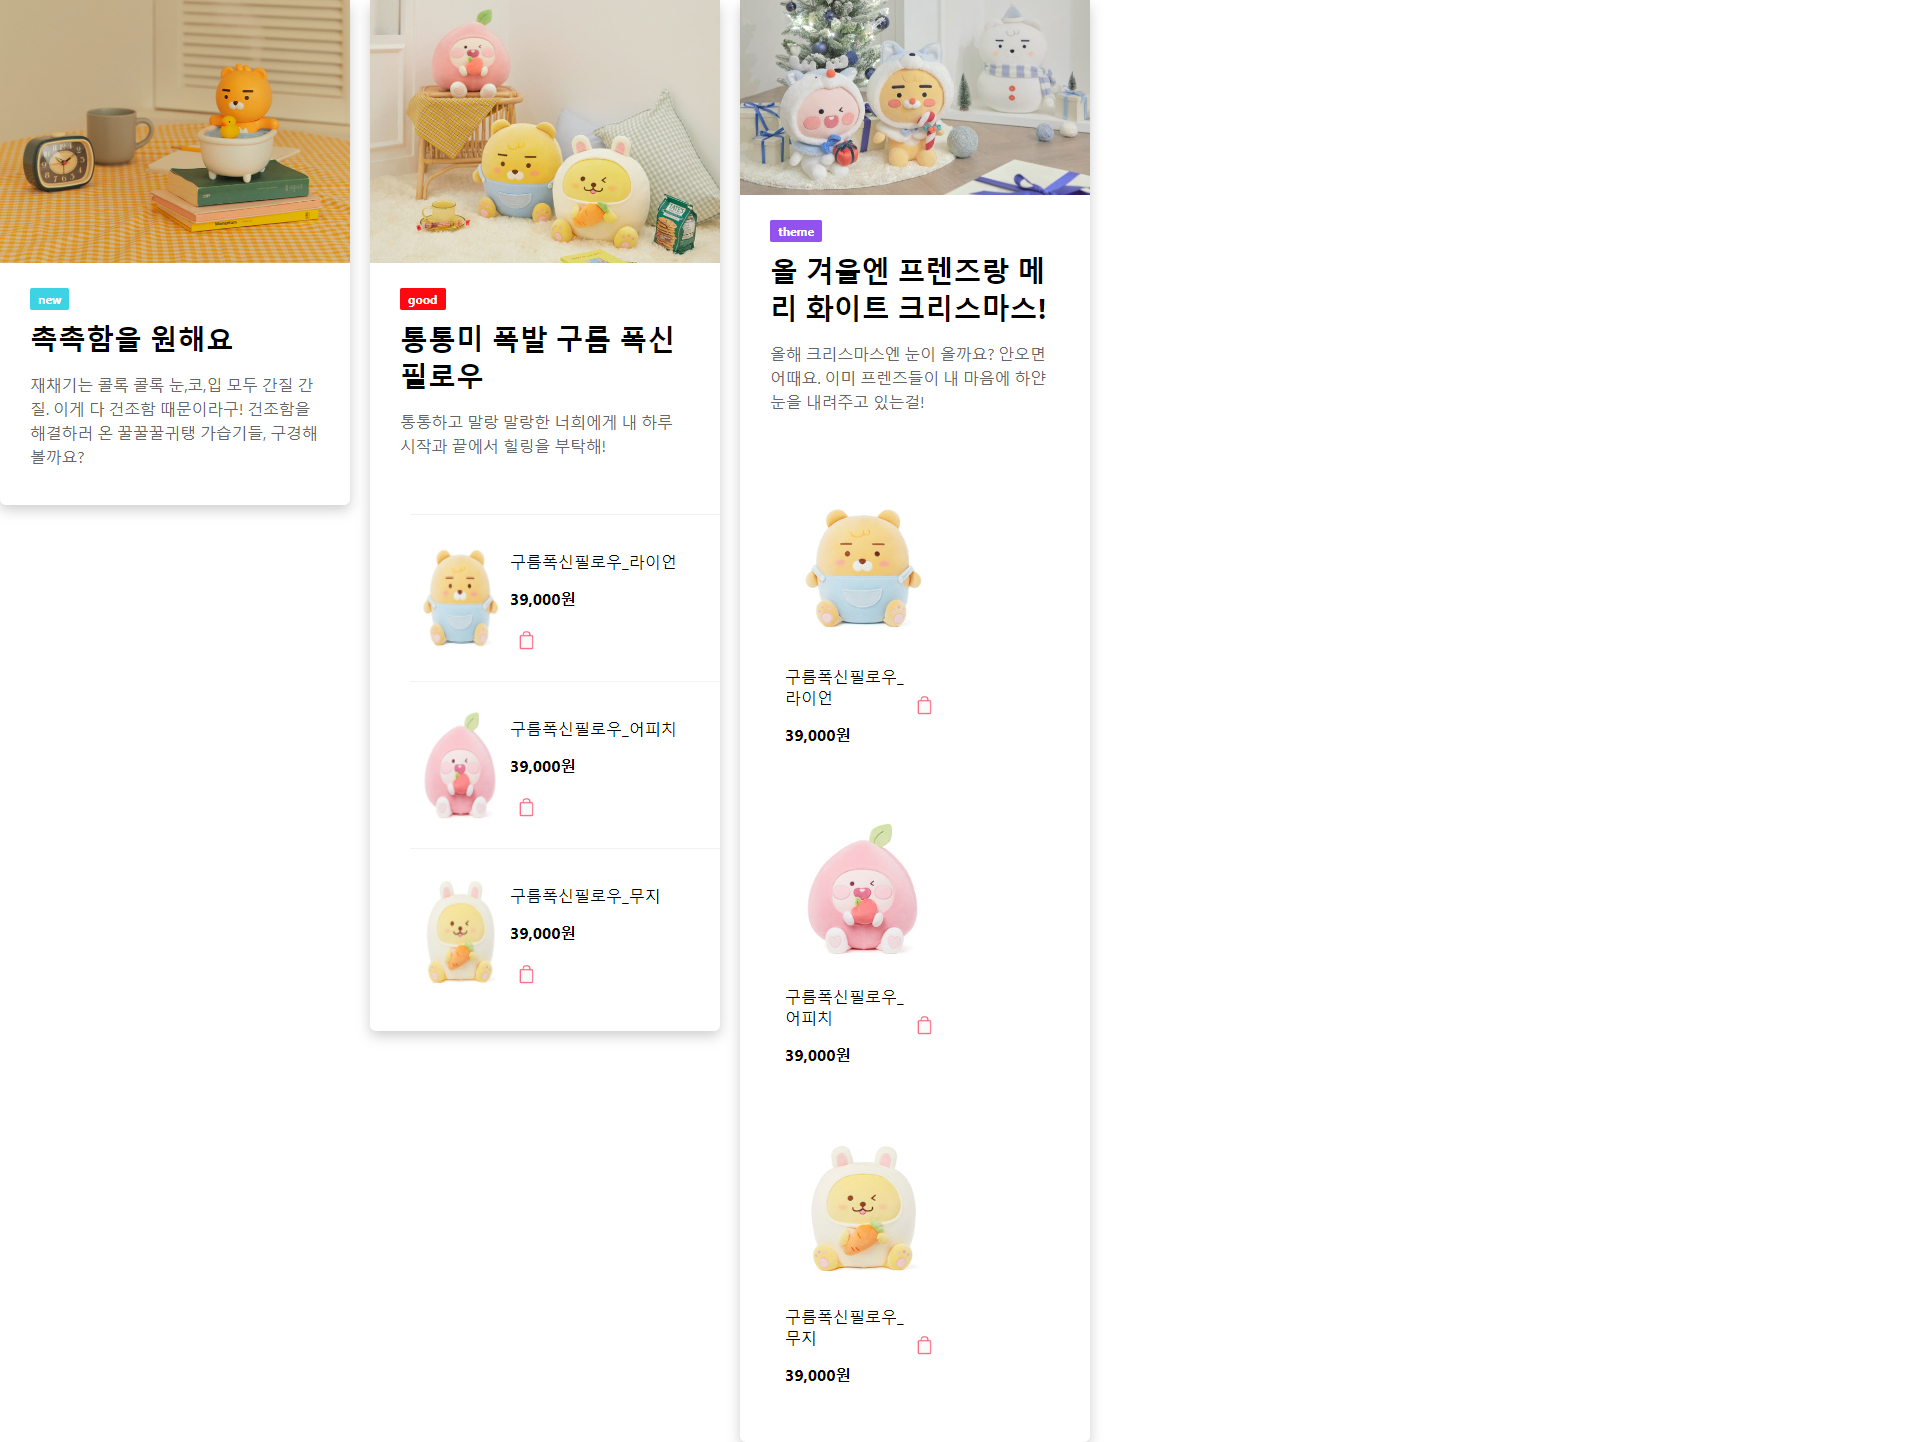 new
촉촉함을 원해요
재채기는 콜록 콜록 눈,코,입 모두 간질 간
질. 이게 다 건조함 때문이라구! 건조함을
해결하러 온 꿀꿀꿀귀탱 가습기들, 구경해
볼까요?
good
통통미 폭발 구름 폭신
필로우
통통하고 말랑 말랑한 너희에게 내 하루
시작과 끝에서 힐링을 부탁해!
구름폭신필로우_라이언
39,000원
구름폭신필로우_어피치
39,000원
구름폭신필로우_무지
39,000원
theme
올 겨울엔 프렌즈랑 메
리 화이트 크리스마스!
올해 크리스마스엔 눈이 올까요? 안오면
어때요. 이미 프렌즈들이 내 마음에 하얀
눈을 내려주고 있는걸!
구름폭신필로우_
라이언
39,000원
구름폭신필로우_
어피치
39,000원
구름폭신필로우_
무지
39,000원